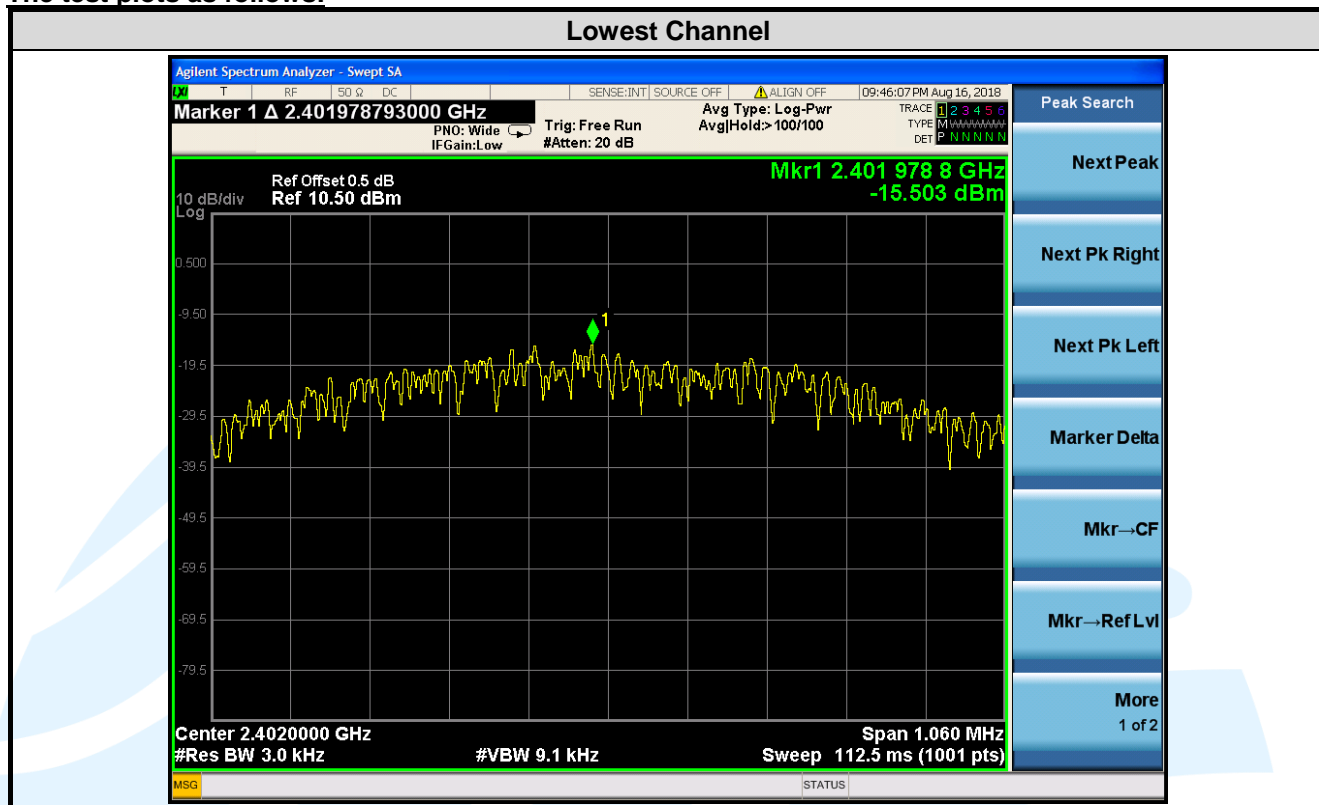 The test plots as follows:
Lowest Channel
Agilent Spectrum Analyzer - Swept SA
LXI T RF 50 Ω DC SENSE:INT SOURCE OFF ALIGN OFF 09:46:07 PM Aug 16, 2018
Marker 1 Δ 2.401978793000 GHz
PNO: Wide
IFGain:Low
Trig: Free Run
#Atten: 20 dB
Avg Type: Log-Pwr
Avg|Hold:>100/100
TRACE 1 2 3 4 5 6
TYPE M WWWWW
DET P N N N N N
Peak Search
Mkr1 2.401 978 8 GHz
-15.503 dBm
Ref Offset 0.5 dB
10 dB/div Ref 10.50 dBm
Log
0.500
-9.50
-19.5
-29.5
-39.5
-49.5
-59.5
-69.5
-79.5
1
Center 2.4020000 GHz Span 1.060 MHz
#Res BW 3.0 kHz #VBW 9.1 kHz Sweep 112.5 ms (1001 pts)
Next Peak
Next Pk Right
Next Pk Left
Marker Delta
Mkr→CF
Mkr→Ref Lvl
More
1 of 2
MSG STATUS